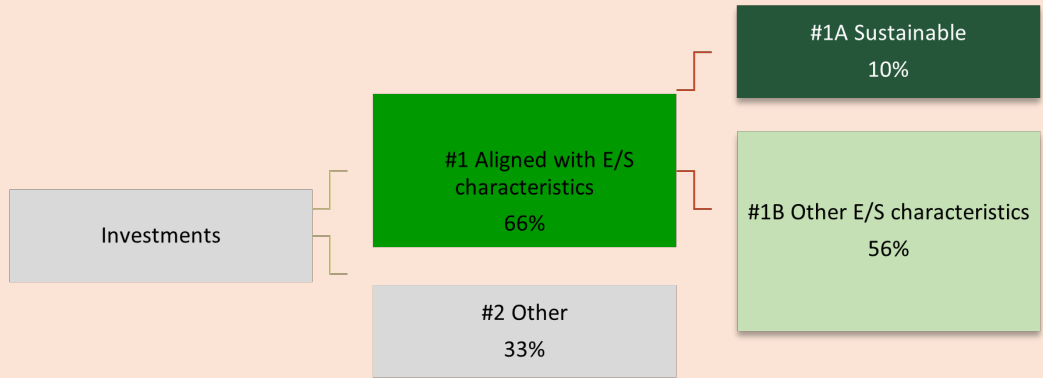 Investments
#1 Aligned with E/S
characteristics
66%
#2 Other
33%
#1A Sustainable
10%
#1B Other E/S characteristics
56%